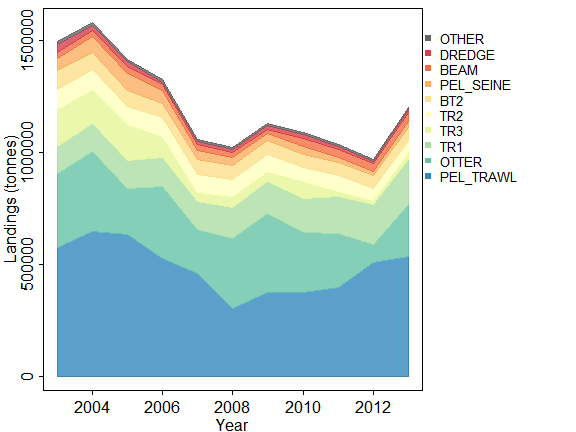 1500000
1000000
500000
0
Landings (tonnes)
2004
2006
2008
2010
2012
Year
OTHER
DREDGE
BEAM
PEL_SEINE
BT2
TR2
TR3
TR1
OTTER
PEL_TRAWL